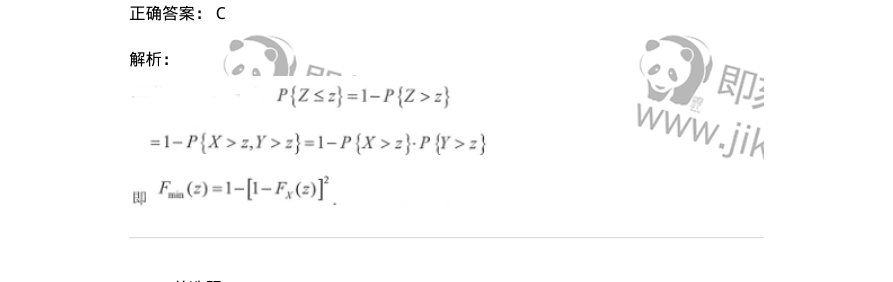 正确答案： C
解析：
P{Z≤z}=1−P{Z>z}
=1−P{X>z,Y>z}=1−P{X>z}·P{Y>z}
即 F_min(z)=1−[1−F_X(z)]².
www.jik